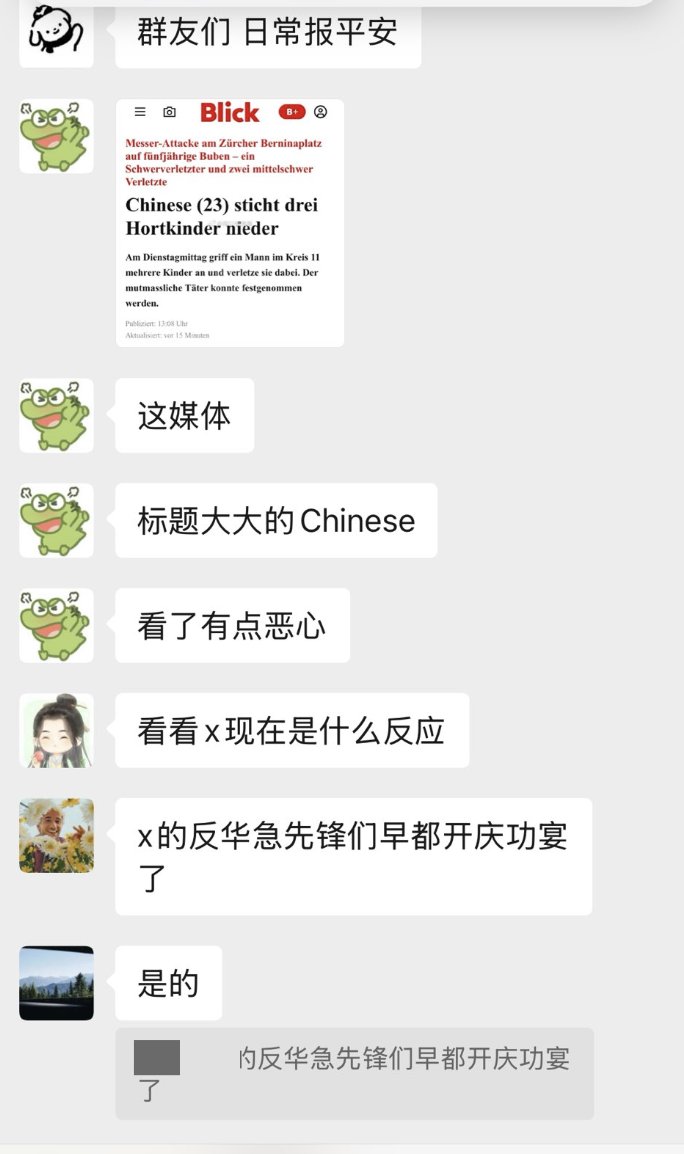 群友们 日常报平安
Blick
B+
Messer-Attacke am Zürcher Berninaplatz
auf fünfjährige Buben – ein
Schwerverletzter und zwei mittelschwer
Verletzte
Chinese (23) sticht drei
Hortkinder nieder
Am Dienstagmittag griff ein Mann im Kreis 11
mehrere Kinder an und verletze sie dabei. Der
mutmassliche Täter konnte festgenommen
werden.
Publiziert: 13:08 Uhr
Aktualisiert: vor 15 Minuten
这媒体
标题大大的Chinese
看了有点恶心
看看x现在是什么反应
x的反华急先锋们早都开庆功宴
了
是的
的反华急先锋们早都开庆功宴
了